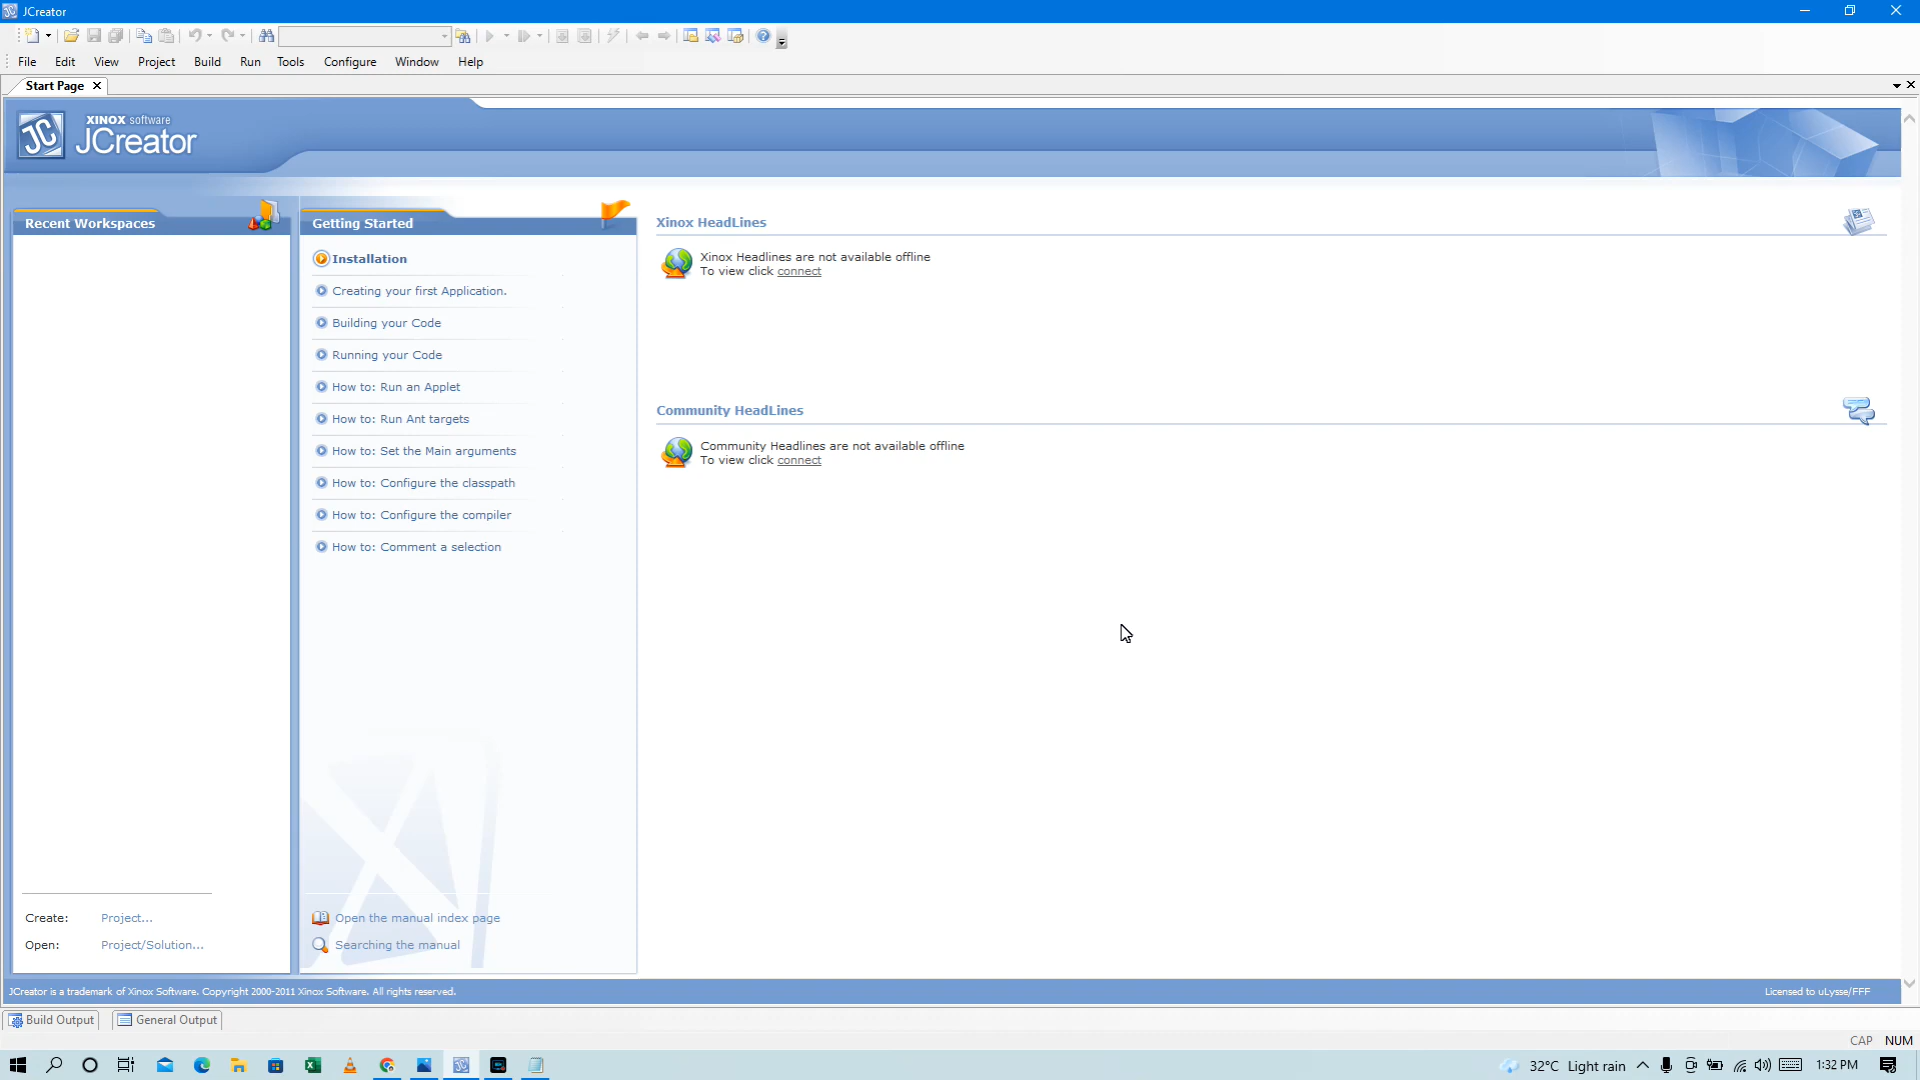 JCreator
File Edit View Project Build Run Tools Configure Window Help
Start Page
XINOX software
JCreator
Recent Workspaces
Create: Project...
Open: Project/Solution...
Getting Started
Installation
Creating your first Application.
Building your Code
Running your Code
How to: Run an Applet
How to: Run Ant targets
How to: Set the Main arguments
How to: Configure the classpath
How to: Configure the compiler
How to: Comment a selection
Open the manual index page
Searching the manual
Xinox HeadLines
Xinox Headlines are not available offline
To view click connect
Community HeadLines
Community Headlines are not available offline
To view click connect
JCreator is a trademark of Xinox Software. Copyright 2000-2011 Xinox Software. All rights reserved.
Licensed to uLysse/FFF
Build Output General Output
CAP NUM
32°C Light rain 1:32 PM